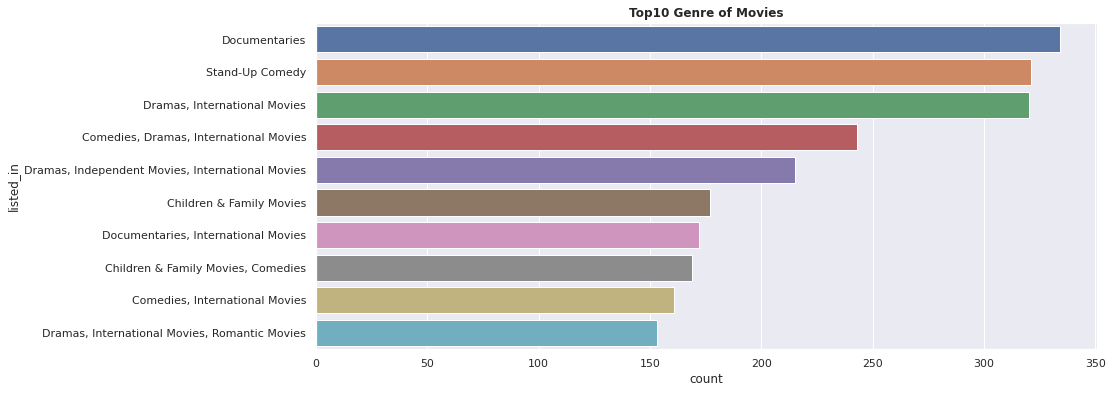 Top10 Genre of Movies
listed_in
Documentaries
Stand-Up Comedy
Dramas, International Movies
Comedies, Dramas, International Movies
Dramas, Independent Movies, International Movies
Children & Family Movies
Documentaries, International Movies
Children & Family Movies, Comedies
Comedies, International Movies
Dramas, International Movies, Romantic Movies
0 50 100 150 200 250 300 350
count